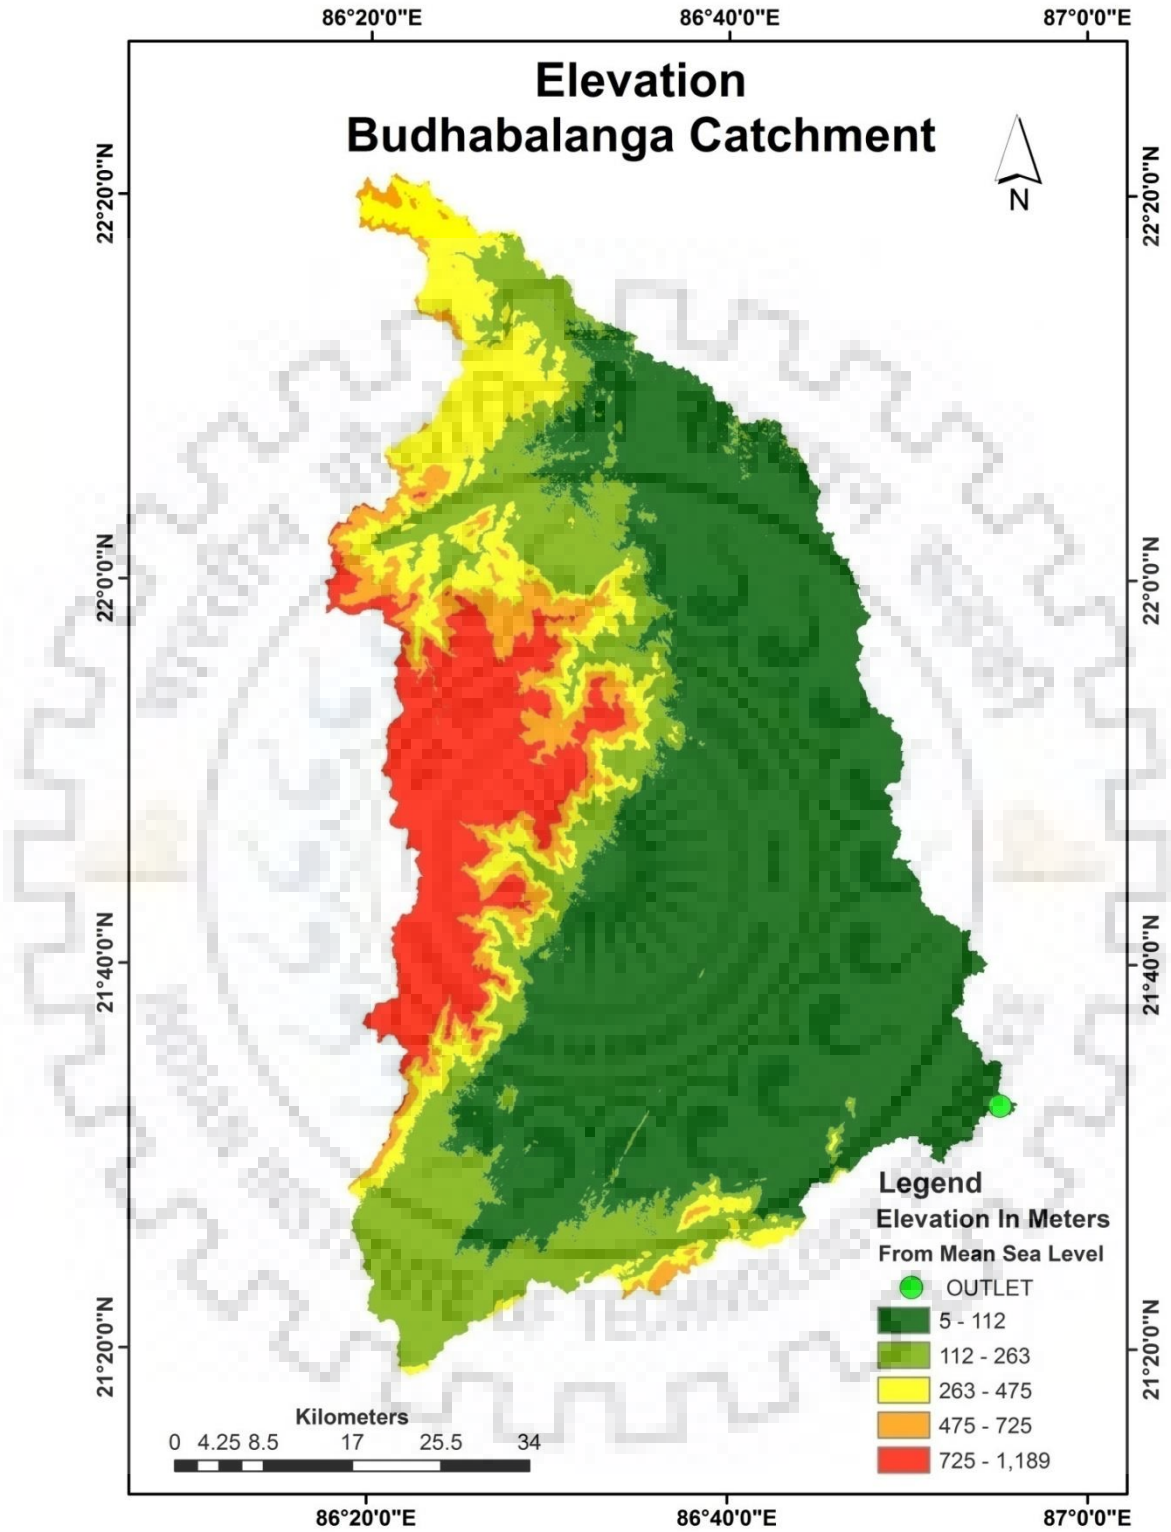 86°20'0"E 86°40'0"E 87°0'0"E
Elevation
Budhabalanga Catchment
N
22°20'0"N 22°20'0"N
22°0'0"N 22°0'0"N
21°40'0"N 21°40'0"N
21°20'0"N 21°20'0"N
Legend
Elevation In Meters
From Mean Sea Level
OUTLET
5 - 112
112 - 263
263 - 475
475 - 725
725 - 1,189
Kilometers
0 4.25 8.5 17 25.5 34
86°20'0"E 86°40'0"E 87°0'0"E